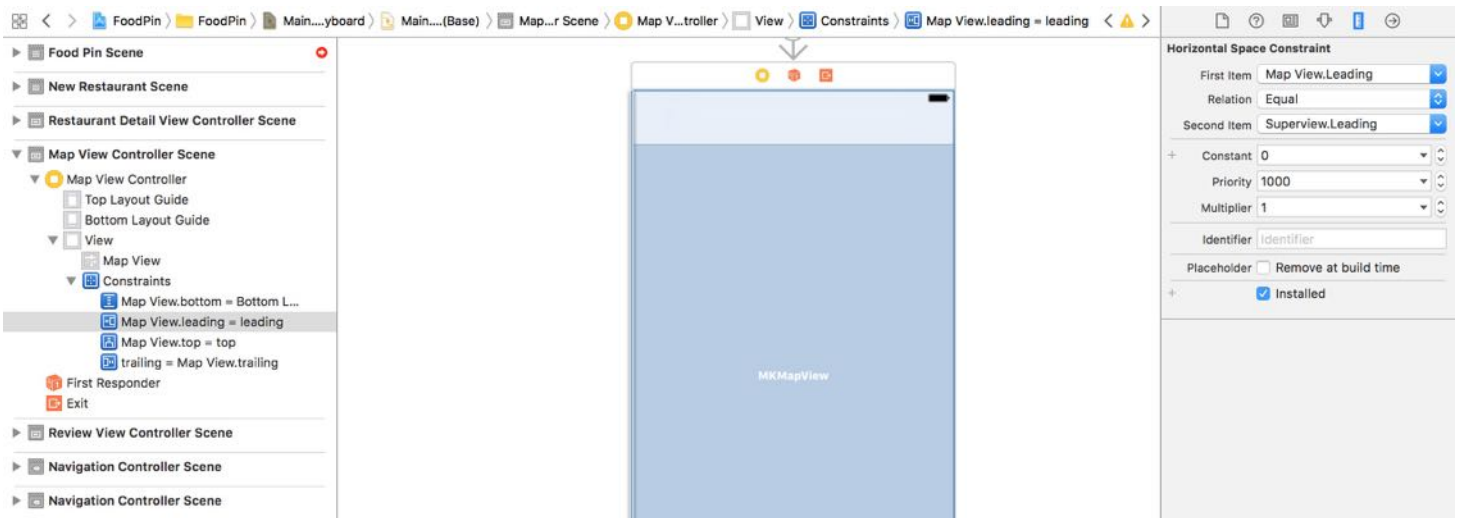 FoodPin FoodPin Main....yboard Main....(Base) Map...r Scene Map V...troller View Constraints Map View.leading = leading
Food Pin Scene
New Restaurant Scene
Restaurant Detail View Controller Scene
Map View Controller Scene
Map View Controller
Top Layout Guide
Bottom Layout Guide
View
Map View
Constraints
Map View.bottom = Bottom L...
Map View.leading = leading
Map View.top = top
trailing = Map View.trailing
First Responder
Exit
Review View Controller Scene
Navigation Controller Scene
Navigation Controller Scene
MKMapView
Horizontal Space Constraint
First Item Map View.Leading
Relation Equal
Second Item Superview.Leading
Constant 0
Priority 1000
Multiplier 1
Identifier Identifier
Placeholder Remove at build time
Installed